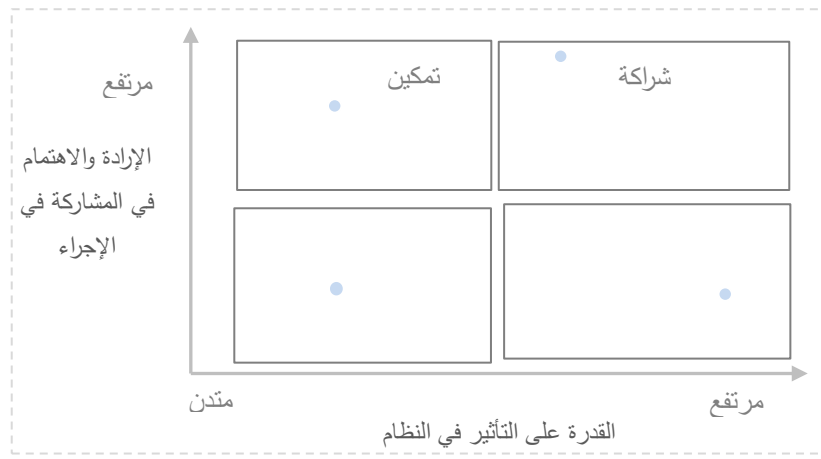 شراكة
تمكين
مرتفع
الإرادة والاهتمام
في المشاركة في
الإجراء
متدن
مرتفع
القدرة على التأثير في النظام